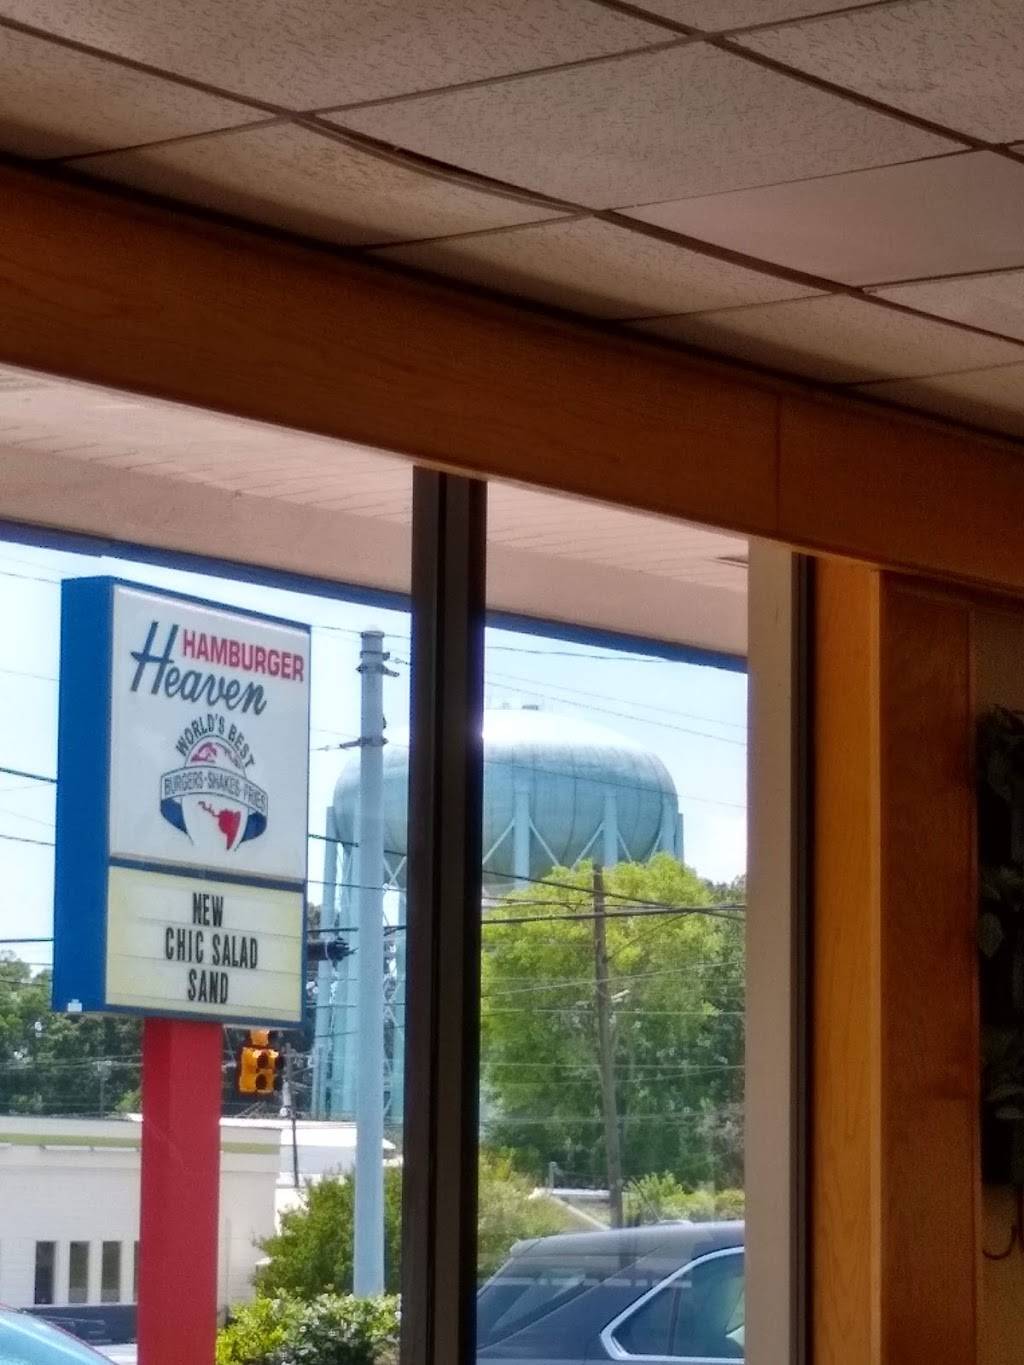 HAMBURGER
Heaven
WORLD'S BEST
BURGERS·SHAKES·FRIES
NEW
CHIC SALAD
SAND